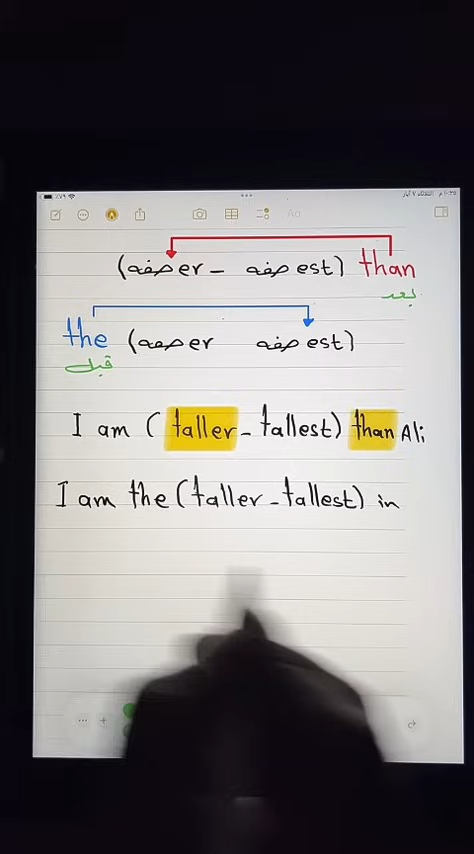 (صفه er – صفه est) than
بعد
the (صفه er صفه est)
قبل
I am (taller – tallest) than Ali
I am the (taller – tallest) in